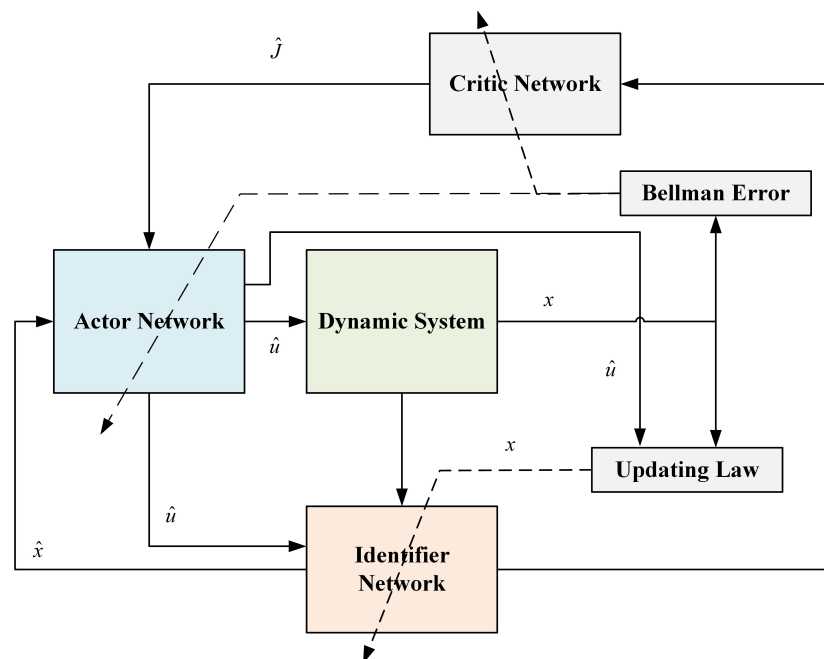 Ĵ
Critic Network
Bellman Error
Actor Network
û
Dynamic System
x
û
x
Updating Law
û
x̂
Identifier
Network